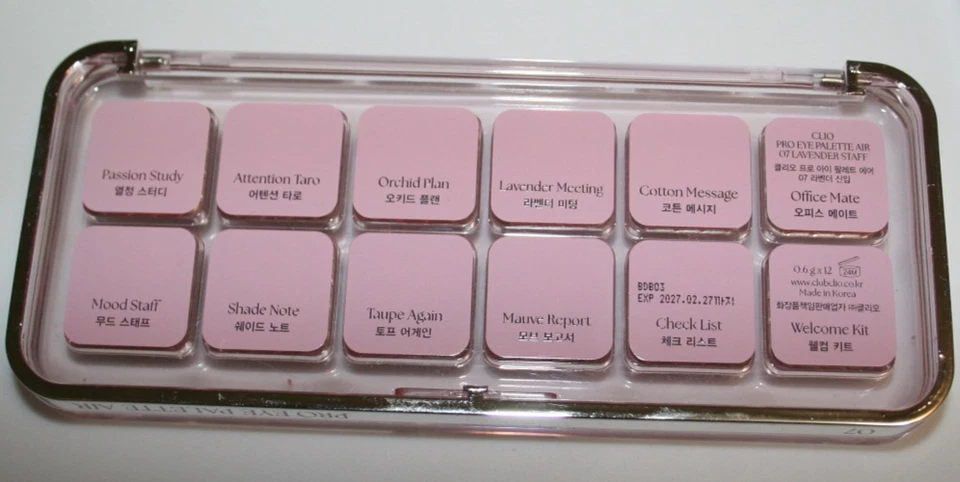 Passion Study
열정 스터디
Attention Taro
어텐션 타로
Orchid Plan
오키드 플랜
Lavender Meeting
라벤더 미팅
Cotton Message
코튼 메시지
CLIO
PRO EYE PALETTE AIR
07 LAVENDER STAFF
클리오 프로 아이 팔레트 에어
07 라벤더 신입
Office Mate
오피스 메이트
Mood Staff
무드 스태프
Shade Note
쉐이드 노트
Taupe Again
토프 어게인
Mauve Report
모브 보고서
BDB03
EXP 2027.02.27까지
Check List
체크 리스트
0.6 g x 12 24M
www.clubclio.co.kr
Made in Korea
화장품책임판매업자 ㈜클리오
Welcome Kit
웰컴 키트
PRO EYE PALETTE AIR
07